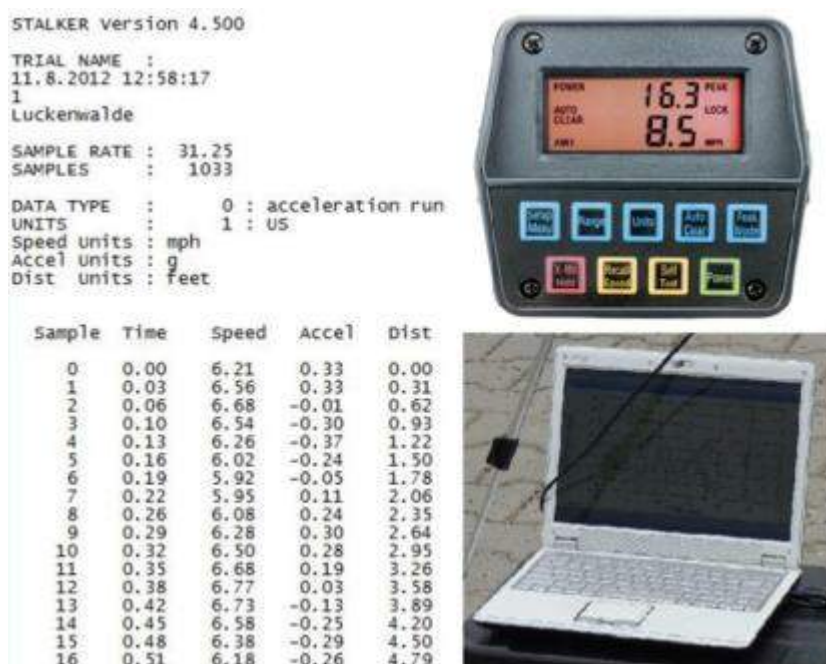 STALKER Version 4.500
TRIAL NAME :
11.8.2012 12:58:17
1
Luckenwalde
SAMPLE RATE : 31.25
SAMPLES : 1033
DATA TYPE : 0 : acceleration run
UNITS : 1 : US
Speed Units : mph
Accel Units : g
Dist Units : feet
Sample Time Speed Accel Dist
0 0.00 6.21 0.33 0.00
1 0.03 6.56 0.33 0.31
2 0.06 6.68 -0.01 0.62
3 0.10 6.54 -0.30 0.93
4 0.13 6.26 -0.37 1.22
5 0.16 6.02 -0.24 1.50
6 0.19 5.92 -0.05 1.78
7 0.22 5.95 0.11 2.06
8 0.26 6.08 0.24 2.35
9 0.29 6.28 0.30 2.64
10 0.32 6.50 0.28 2.95
11 0.35 6.68 0.19 3.26
12 0.38 6.77 0.03 3.58
13 0.42 6.73 -0.13 3.89
14 0.45 6.58 -0.25 4.20
15 0.48 6.38 -0.29 4.50
16 0.51 6.18 -0.26 4.79
POWER 16.3 PEAK
AUTO CLEAR LOCK
8.5 MPH
Setup Menu Range Units Auto Clear Peak Mode
Recall Speed Self Test Power